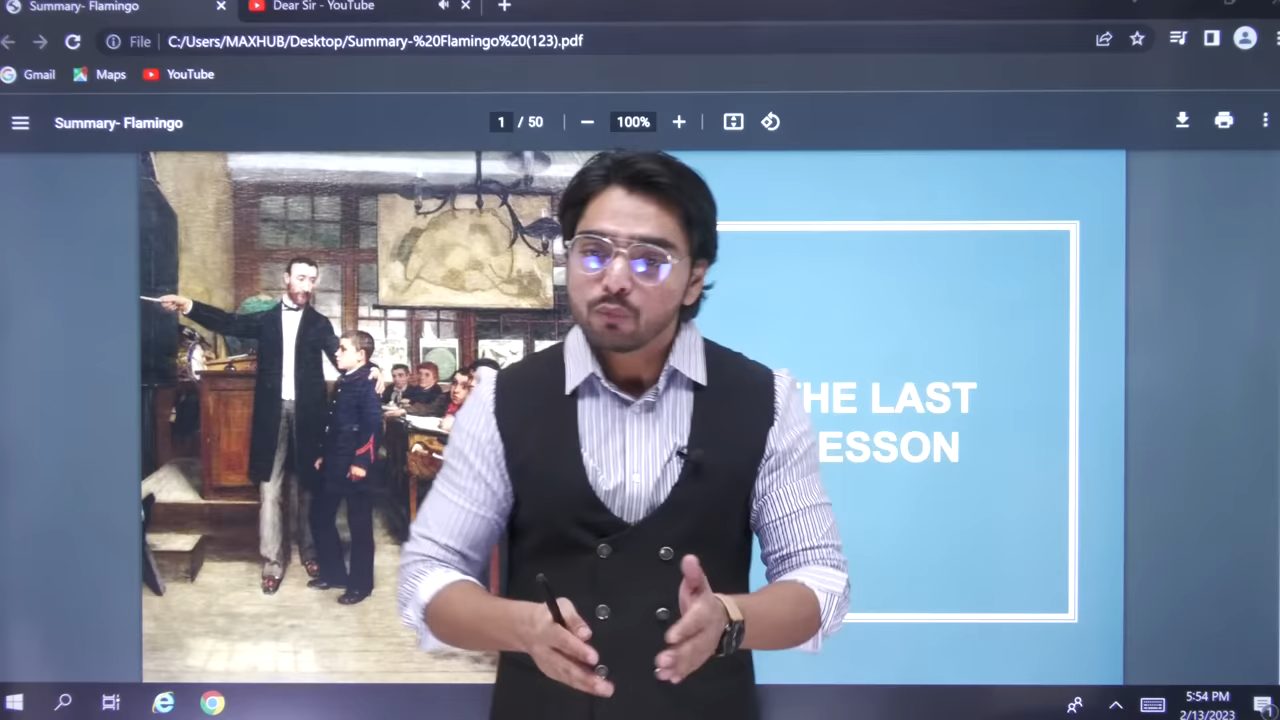 Summary- Flamingo
Dear Sir - YouTube
File
C:/Users/MAXHUB/Desktop/Summary-%20Flamingo%20(123).pdf
Gmail
Maps
YouTube
Summary- Flamingo
1 / 50
100%
THE LAST
ESSON
5:54 PM
2/13/2023